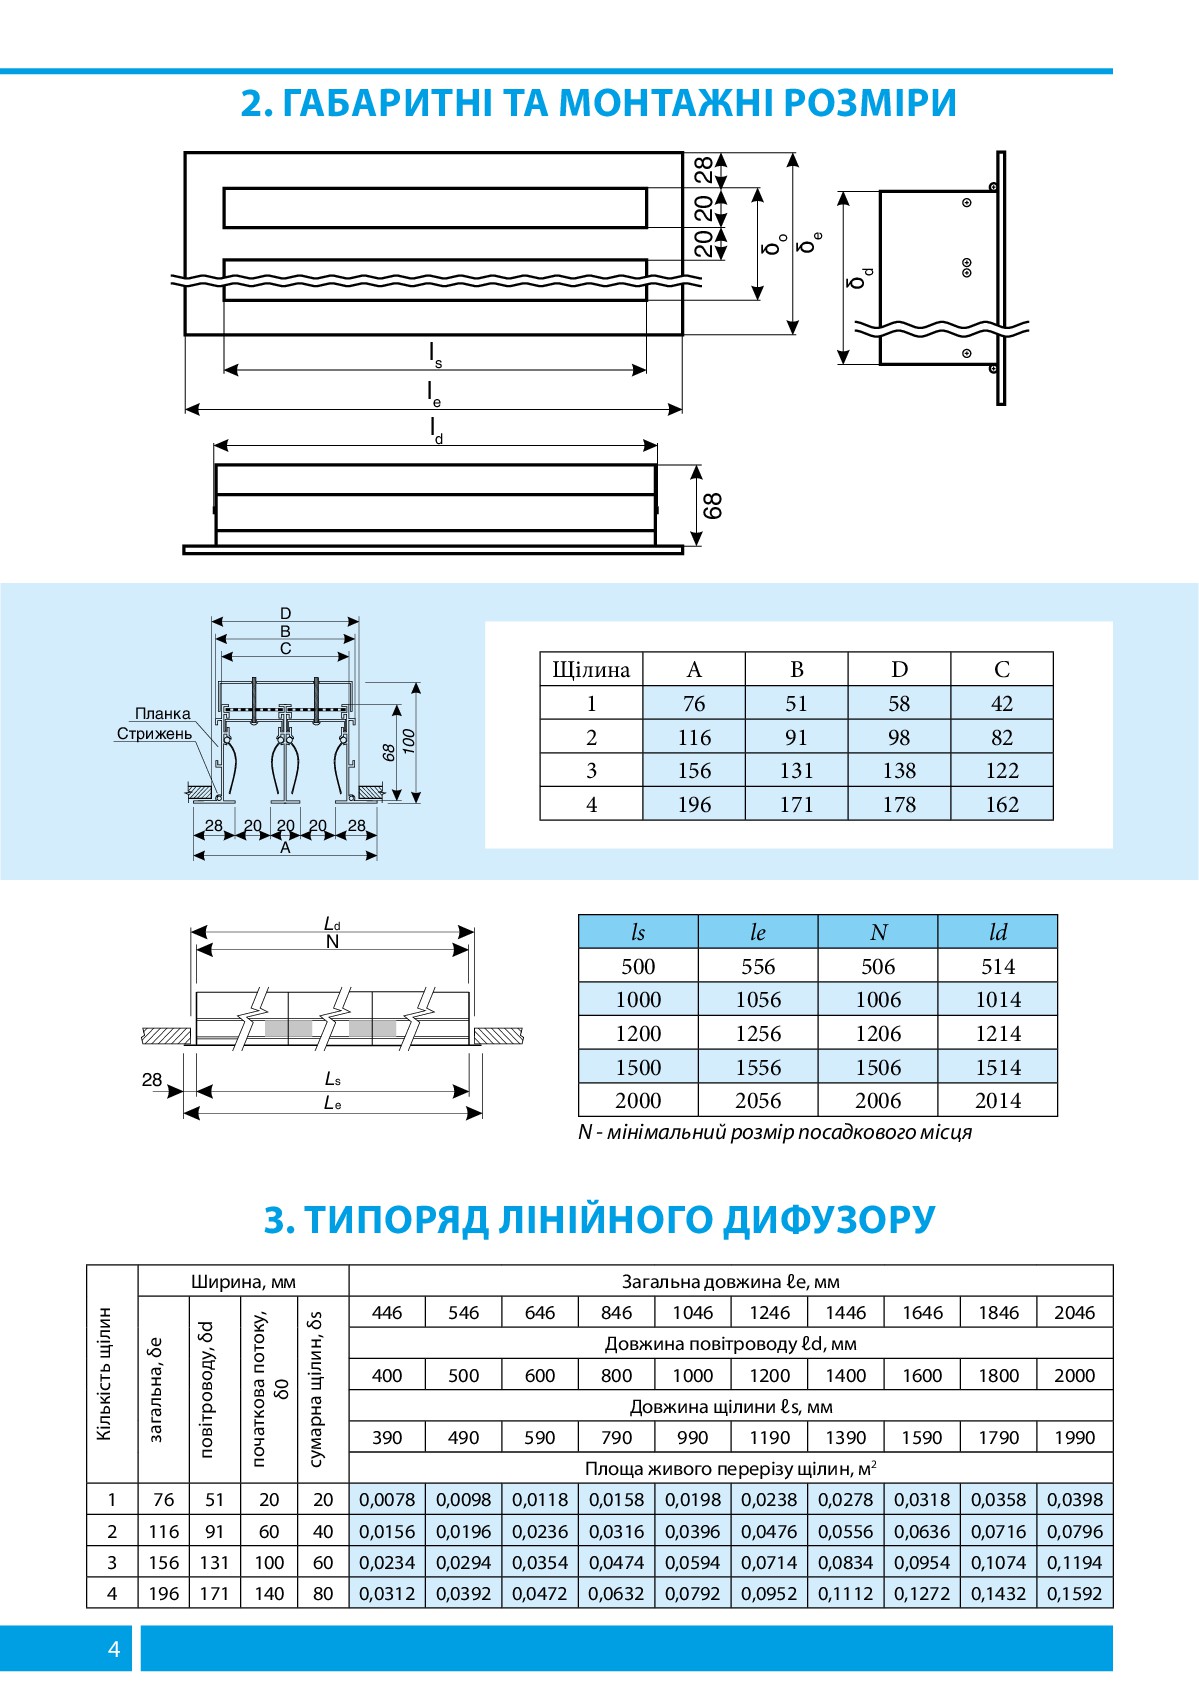 2. ГАБАРИТНІ ТА МОНТАЖНІ РОЗМІРИ
28
20
20
δo
δe
δd
ls
le
ld
68
D
B
C
Планка
Стрижень
68
100
28 20 20 20 28
A
Щілина A B D C
1 76 51 58 42
2 116 91 98 82
3 156 131 138 122
4 196 171 178 162
Ld
N
28
Ls
Le
ls le N ld
500 556 506 514
1000 1056 1006 1014
1200 1256 1206 1214
1500 1556 1506 1514
2000 2056 2006 2014
N - мінімальний розмір посадкового місця
3. ТИПОРЯД ЛІНІЙНОГО ДИФУЗОРУ
Кількість щілин
Ширина, мм
загальна, δe
повітроводу, δd
початкова потоку, δ0
сумарна щілин, δs
Загальна довжина ℓe, мм
446 546 646 846 1046 1246 1446 1646 1846 2046
Довжина повітроводу ℓd, мм
400 500 600 800 1000 1200 1400 1600 1800 2000
Довжина щілини ℓs, мм
390 490 590 790 990 1190 1390 1590 1790 1990
Площа живого перерізу щілин, м²
1 76 51 20 20 0,0078 0,0098 0,0118 0,0158 0,0198 0,0238 0,0278 0,0318 0,0358 0,0398
2 116 91 60 40 0,0156 0,0196 0,0236 0,0316 0,0396 0,0476 0,0556 0,0636 0,0716 0,0796
3 156 131 100 60 0,0234 0,0294 0,0354 0,0474 0,0594 0,0714 0,0834 0,0954 0,1074 0,1194
4 196 171 140 80 0,0312 0,0392 0,0472 0,0632 0,0792 0,0952 0,1112 0,1272 0,1432 0,1592
4